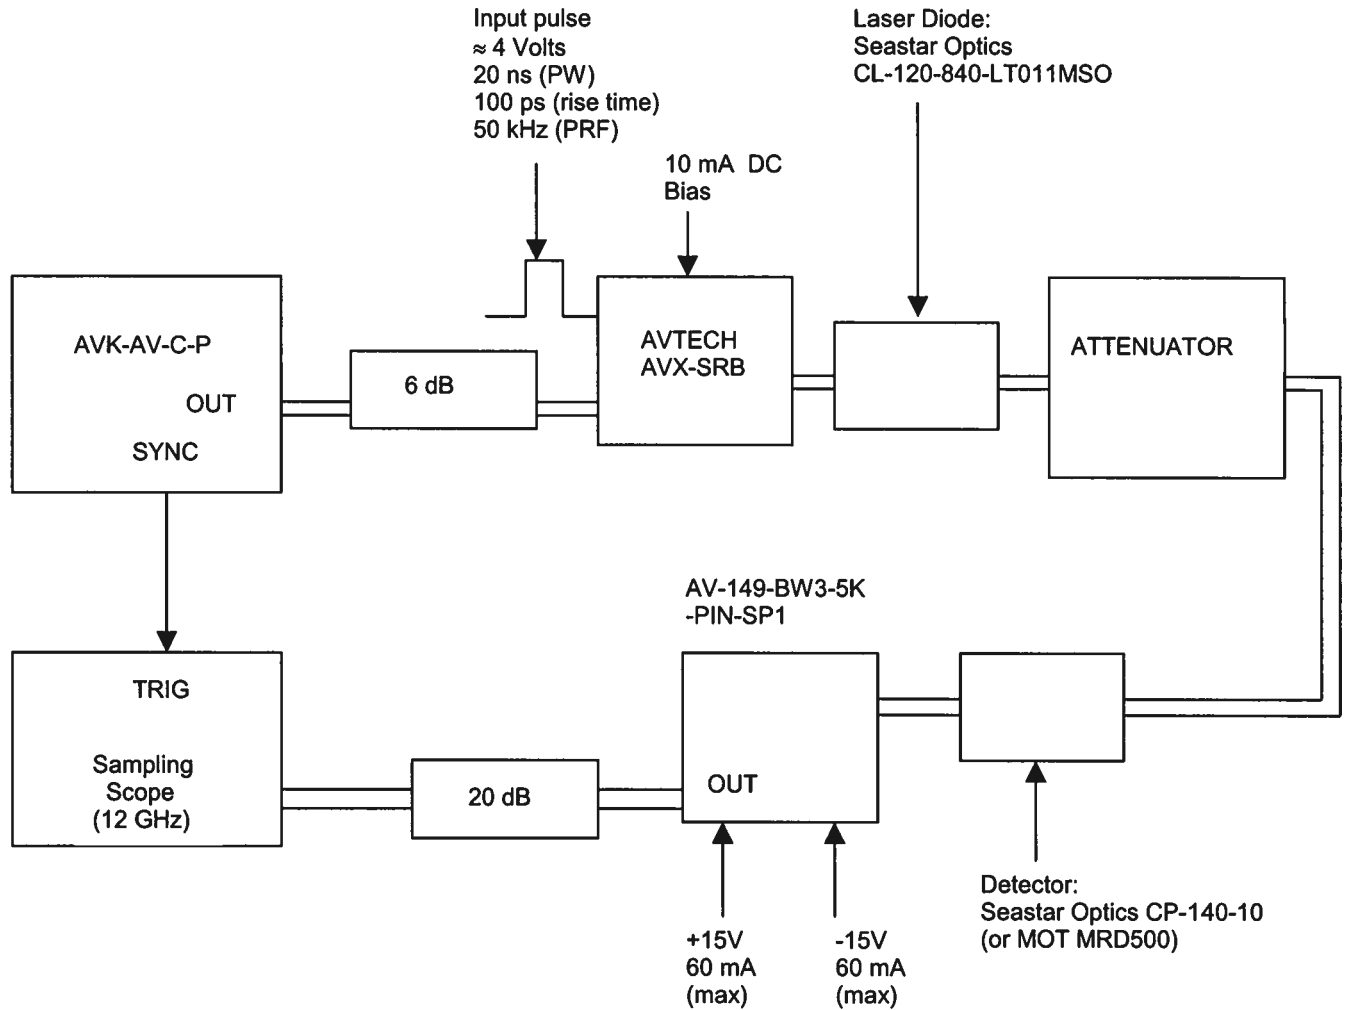 Input pulse
≈ 4 Volts
20 ns (PW)
100 ps (rise time)
50 kHz (PRF)
10 mA DC
Bias
Laser Diode:
Seastar Optics
CL-120-840-LT011MSO
AVK-AV-C-P
OUT
SYNC
6 dB
AVTECH
AVX-SRB
ATTENUATOR
AV-149-BW3-5K
-PIN-SP1
TRIG
Sampling
Scope
(12 GHz)
20 dB
OUT
+15V
60 mA
(max)
-15V
60 mA
(max)
Detector:
Seastar Optics CP-140-10
(or MOT MRD500)